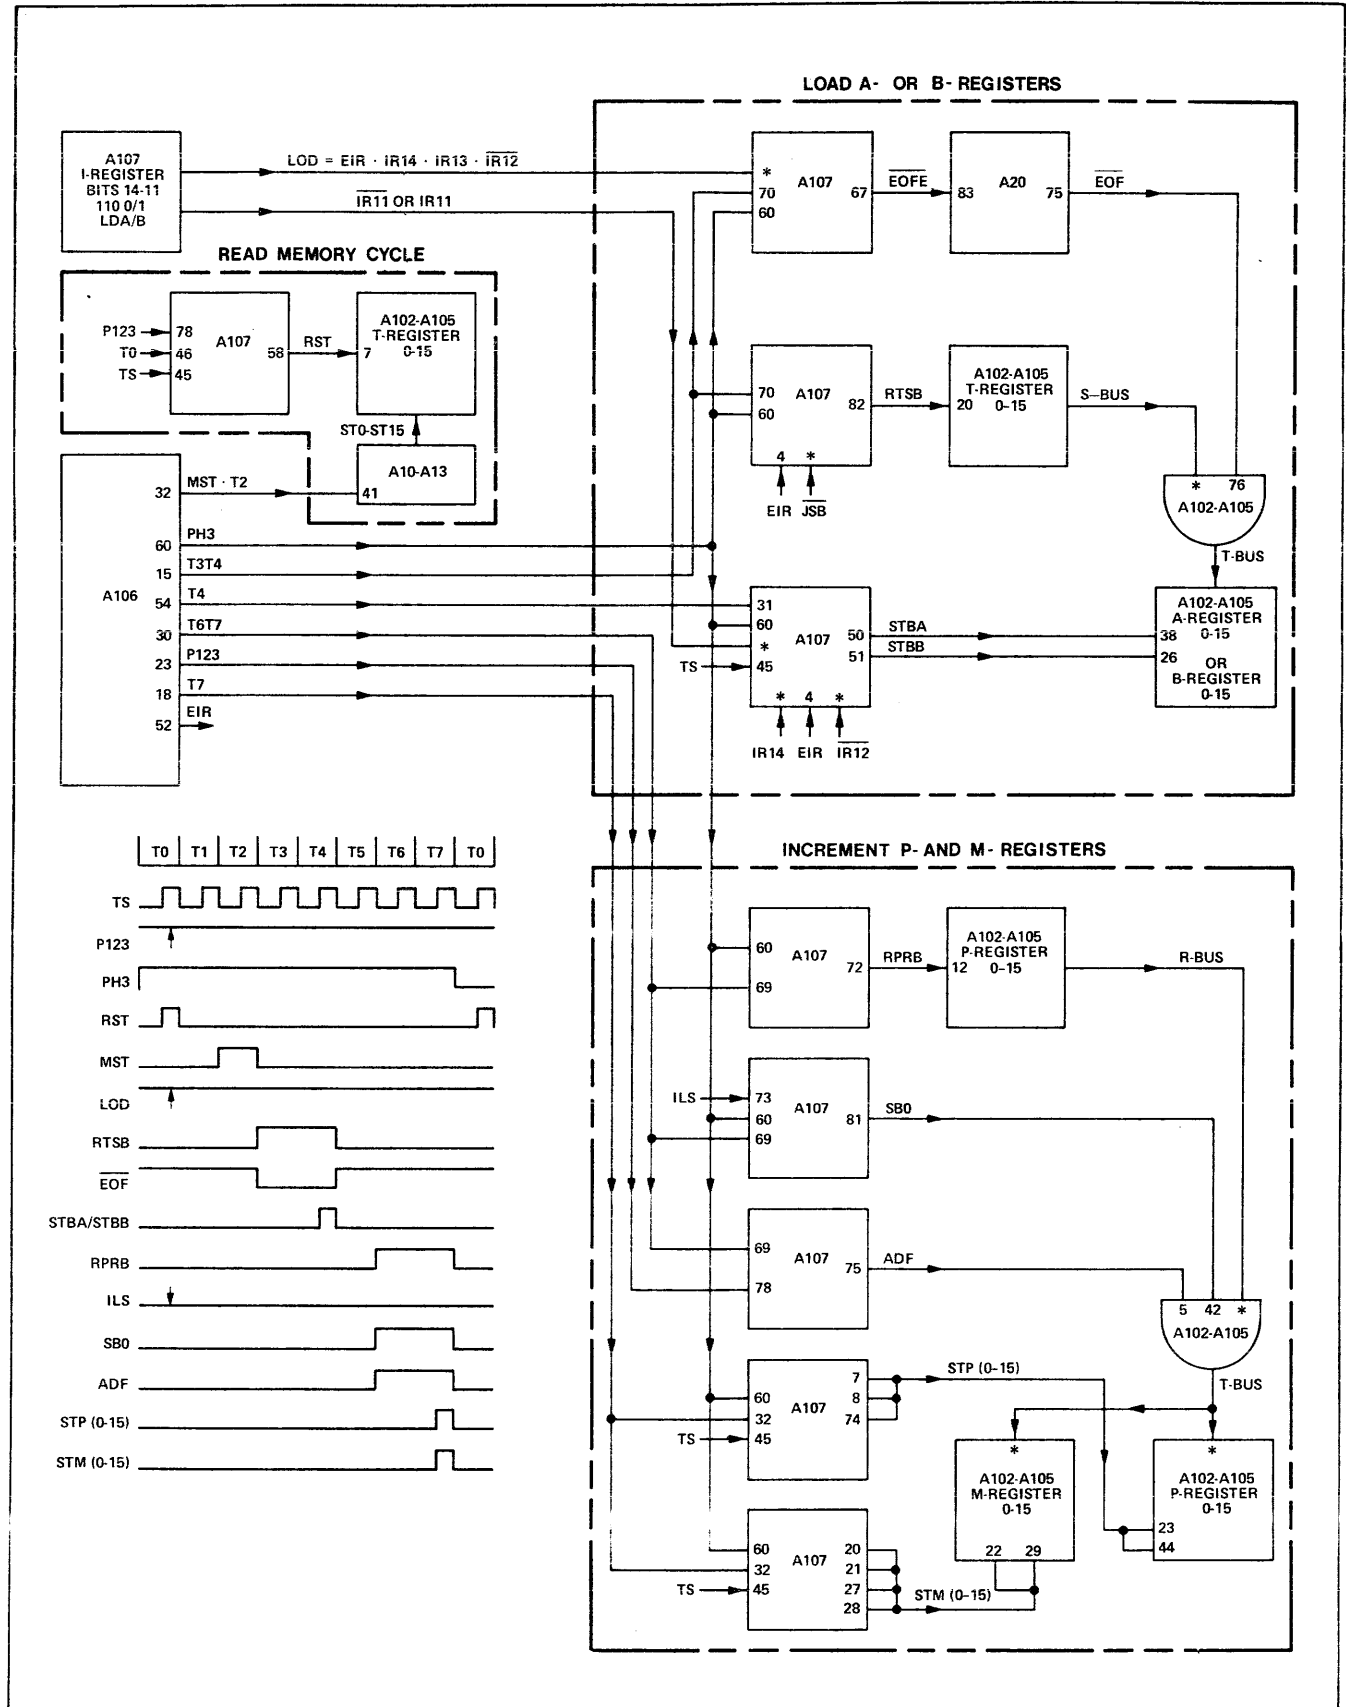 LOAD A- OR B- REGISTERS
A107
I-REGISTER
BITS 14-11
110 0/1
LDA/B
LOD = EIR · IR14 · IR13 · I̅R̅1̅2̅
I̅R̅1̅1̅ OR IR11
*
70
60
A107
67
E̅O̅F̅E̅
83
A20
75
E̅O̅F̅
READ MEMORY CYCLE
P123
T0
TS
78
46
45
A107
58
RST
7
A102-A105
T-REGISTER
0-15
ST0-ST15
A10-A13
41
70
60
A107
82
4
*
EIR
J̅S̅B̅
RTSB
20
A102-A105
T-REGISTER
0-15
S-BUS
*
76
A102-A105
T-BUS
A106
32
MST · T2
60
PH3
15
T3T4
54
T4
30
T6T7
23
P123
18
T7
52
EIR
31
60
*
45
TS
A107
50
51
STBA
STBB
*
4
*
IR14
EIR
I̅R̅1̅2̅
A102-A105
A-REGISTER
0-15
38
26
OR
B-REGISTER
0-15
T0 T1 T2 T3 T4 T5 T6 T7 T0
TS
P123
PH3
RST
MST
LOD
RTSB
E̅O̅F̅
STBA/STBB
RPRB
ILS
SB0
ADF
STP (0-15)
STM (0-15)
INCREMENT P- AND M- REGISTERS
60
69
A107
72
RPRB
12
A102-A105
P-REGISTER
0-15
R-BUS
ILS
73
60
69
A107
81
SB0
69
78
A107
75
ADF
5
42
*
A102-A105
T-BUS
60
32
45
TS
A107
7
8
74
STP (0-15)
*
A102-A105
M-REGISTER
0-15
22
29
*
A102-A105
P-REGISTER
0-15
23
44
60
32
45
TS
A107
20
21
27
28
STM (0-15)